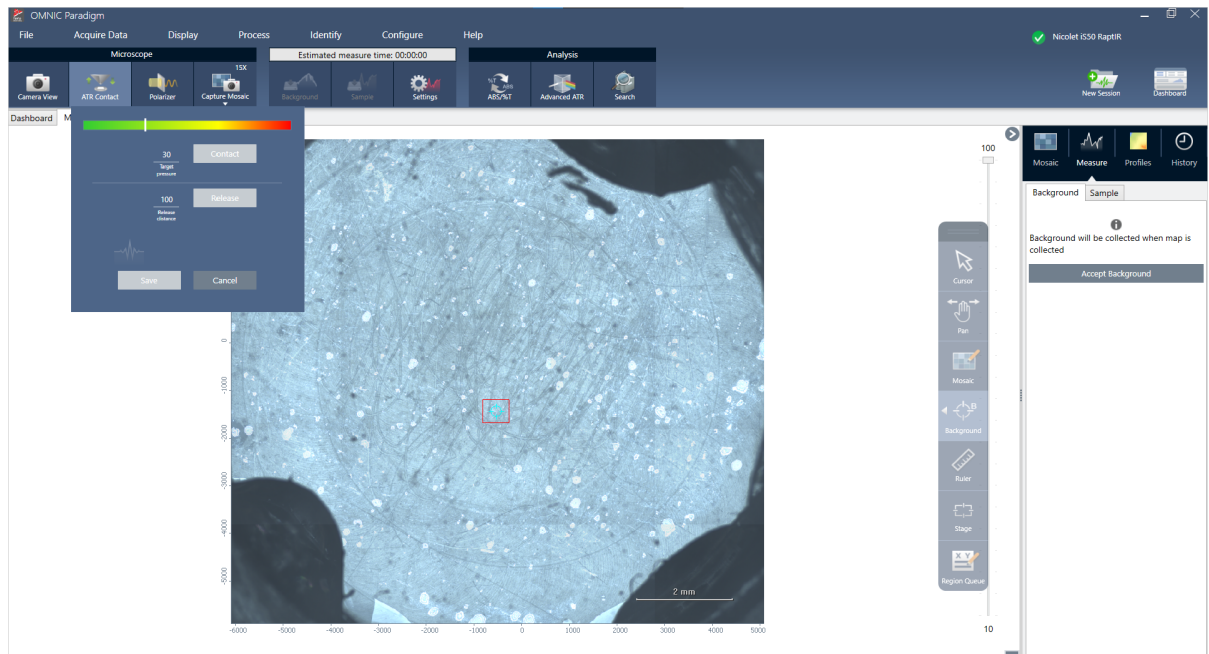 OMNIC Paradigm
File Acquire Data Display Process Identify Configure Help
Nicolet iS50 RaptIR
Microscope
Estimated measure time: 00:00:00
Analysis
15X
Camera View
ATR Contact
Polarizer
Capture Mosaic
Background
Sample
Settings
%T ABS
ABS/%T
Advanced ATR
Search
New Session
Dashboard
Dashboard M
30
Target
pressure
Contact
100
Release
distance
Release
Save
Cancel
0
-1000
-2000
-3000
-4000
-5000
-6000 -5000 -4000 -3000 -2000 -1000 0 1000 2000 3000 4000 5000
2 mm
100
10
Cursor
Pan
Mosaic
B
Background
Ruler
Stage
X Y
Region Queue
Mosaic Measure Profiles History
Background Sample
Background will be collected when map is
collected
Accept Background